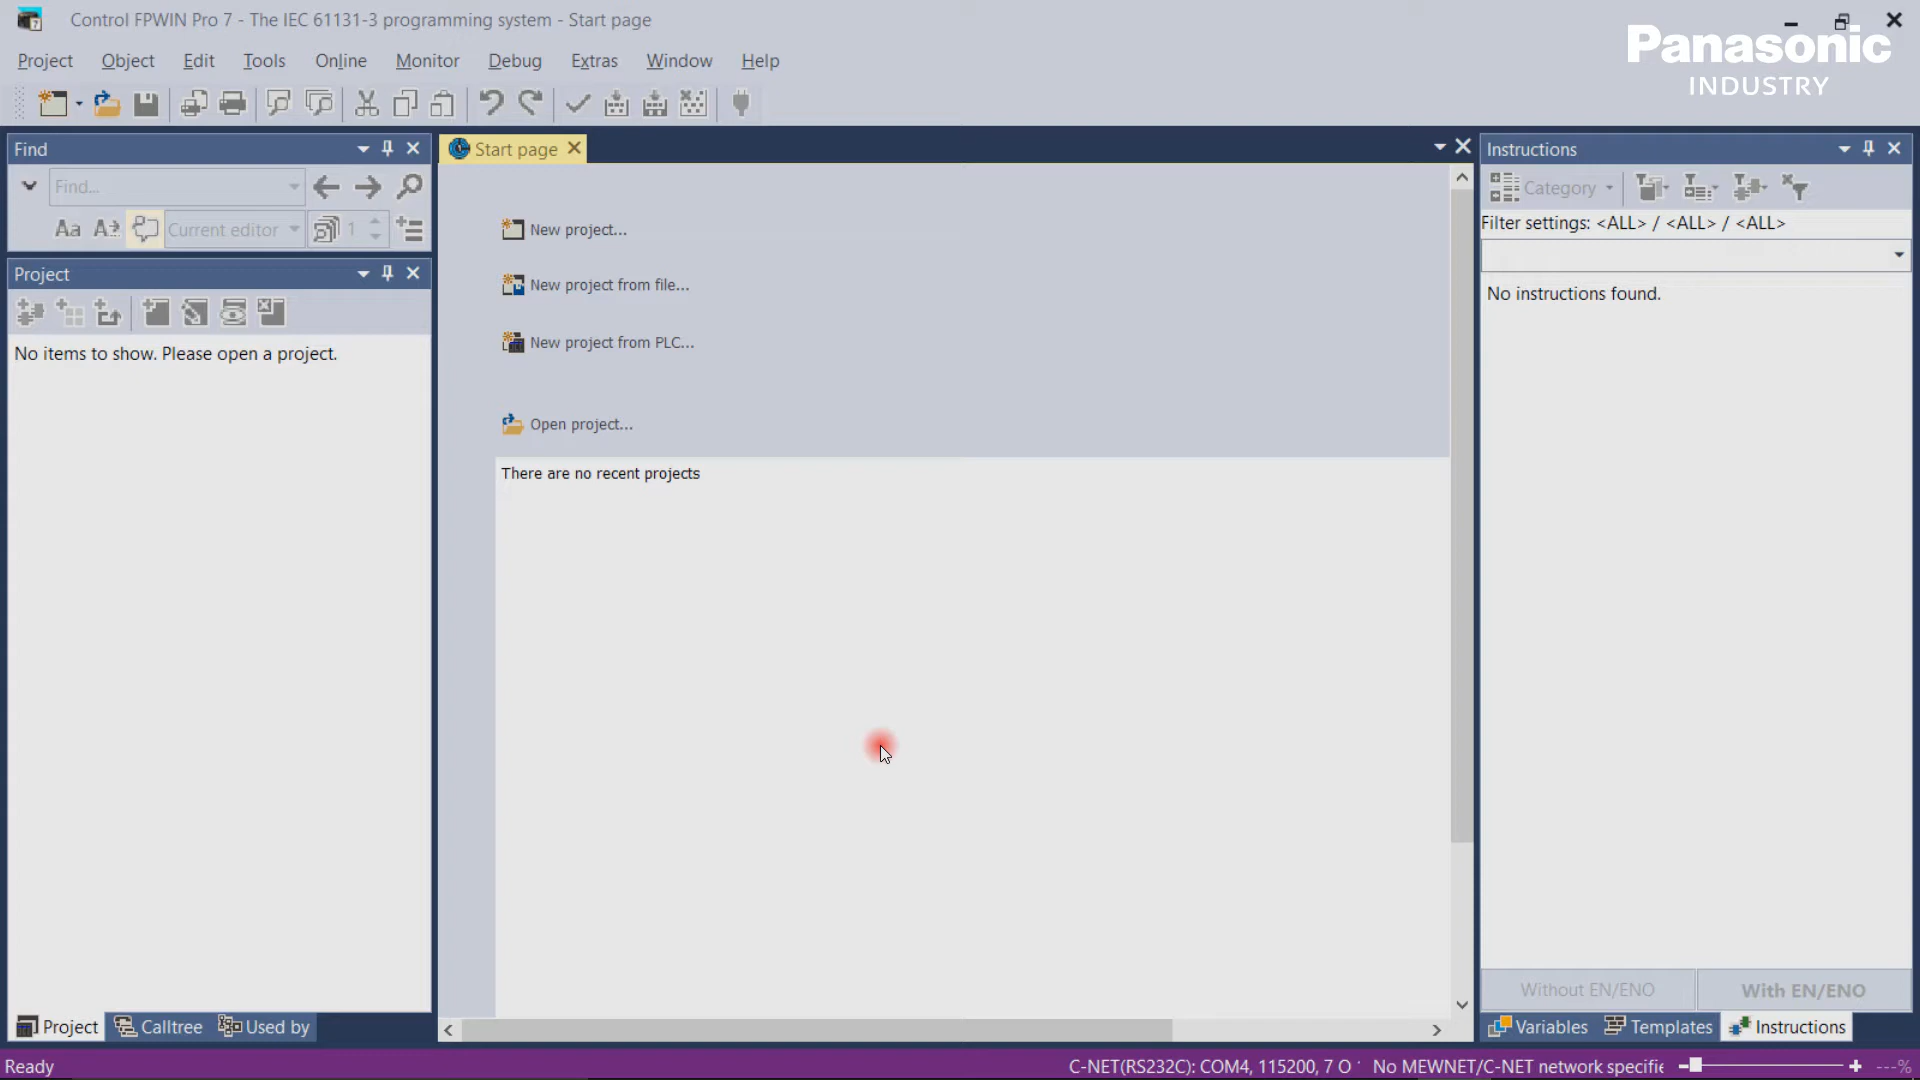 Control FPWIN Pro 7 - The IEC 61131-3 programming system - Start page
Panasonic
INDUSTRY
Project Object Edit Tools Online Monitor Debug Extras Window Help
Find
Find...
Aa
Current editor
1
Project
No items to show. Please open a project.
Project Calltree Used by
Start page
New project...
New project from file...
New project from PLC...
Open project...
There are no recent projects
Instructions
Category
Filter settings: <ALL> / <ALL> / <ALL>
No instructions found.
Without EN/ENO With EN/ENO
Variables Templates Instructions
Ready
C-NET(RS232C): COM4, 115200, 7 O No MEWNET/C-NET network specifie ---%